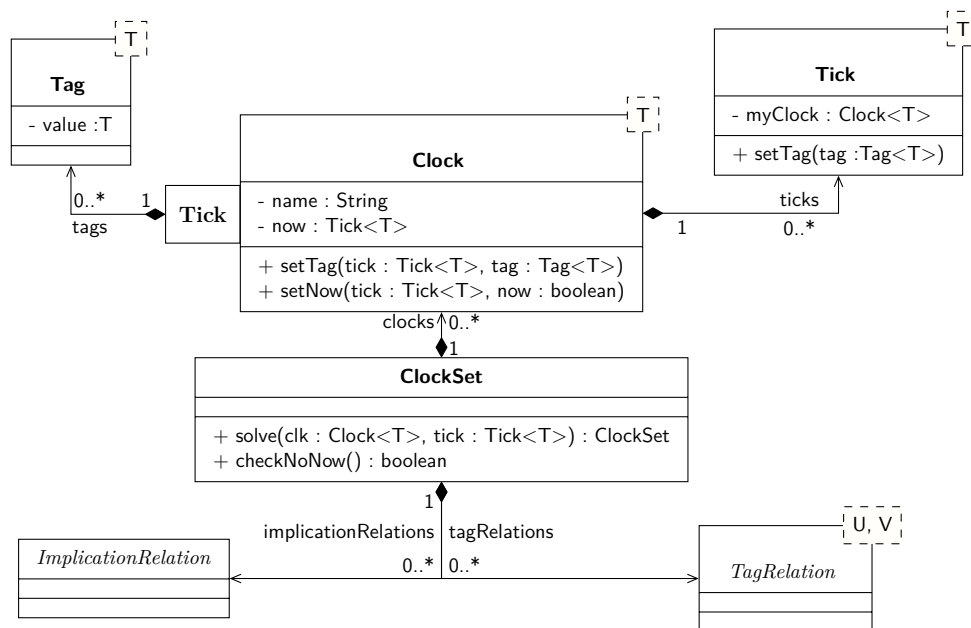 T
Tag
- value :T
T
Tick
- myClock : Clock<T>
+ setTag(tag :Tag<T>)
T
Clock
- name : String
- now : Tick<T>
+ setTag(tick : Tick<T>, tag : Tag<T>)
+ setNow(tick : Tick<T>, now : boolean)
Tick
0..*
1
tags
ticks
1
0..*
clocks
0..*
1
ClockSet
+ solve(clk : Clock<T>, tick : Tick<T>) : ClockSet
+ checkNoNow() : boolean
1
implicationRelations
tagRelations
0..*
0..*
ImplicationRelation
U, V
TagRelation